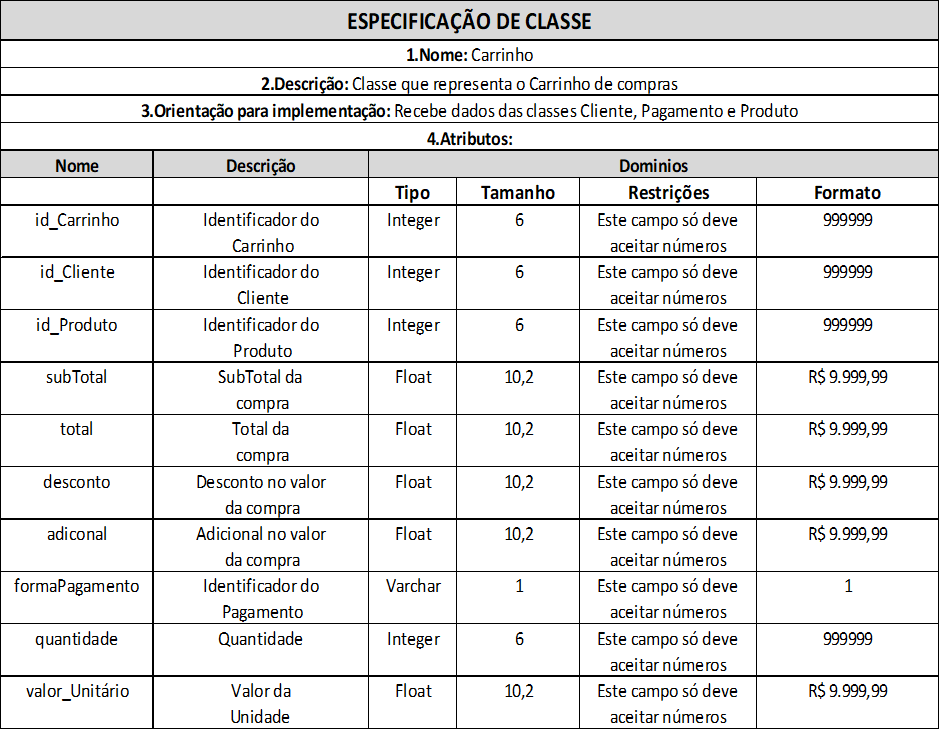 ESPECIFICAÇÃO DE CLASSE
1.Nome: Carrinho
2.Descrição: Classe que representa o Carrinho de compras
3.Orientação para implementação: Recebe dados das classes Cliente, Pagamento e Produto
4.Atributos:
Nome Descrição Dominios
Tipo Tamanho Restrições Formato
id_Carrinho Identificador do Integer 6 Este campo só deve 999999
Carrinho aceitar números
id_Cliente Identificador do Integer 6 Este campo só deve 999999
Cliente aceitar números
id_Produto Identificador do Integer 6 Este campo só deve 999999
Produto aceitar números
subTotal SubTotal da Float 10,2 Este campo só deve R$ 9.999,99
compra aceitar números
total Total da Float 10,2 Este campo só deve R$ 9.999,99
compra aceitar números
desconto Desconto no valor Float 10,2 Este campo só deve R$ 9.999,99
da compra aceitar números
adiconal Adicional no valor Float 10,2 Este campo só deve R$ 9.999,99
da compra aceitar números
formaPagamento Identificador do Varchar 1 Este campo só deve 1
Pagamento aceitar números
quantidade Quantidade Integer 6 Este campo só deve 999999
aceitar números
valor_Unitário Valor da Float 10,2 Este campo só deve R$ 9.999,99
Unidade aceitar números